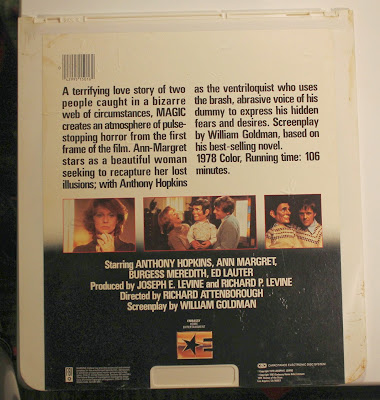 A terrifying love story of two
people caught in a bizarre
web of circumstances, MAGIC
creates an atmosphere of pulse-
stopping horror from the first
frame of the film. Ann-Margret
stars as a beautiful woman
seeking to recapture her lost
illusions; with Anthony Hopkins
as the ventriloquist who uses
the brash, abrasive voice of his
dummy to express his hidden
fears and desires. Screenplay
by William Goldman, based on
his best-selling novel.
1978 Color, Running time: 106
minutes.
Starring ANTHONY HOPKINS, ANN MARGRET,
BURGESS MEREDITH, ED LAUTER
Produced by JOSEPH E. LEVINE and RICHARD P. LEVINE
Directed by RICHARD ATTENBOROUGH
Screenplay by WILLIAM GOLDMAN
EMBASSY
HOME
ENTERTAINMENT